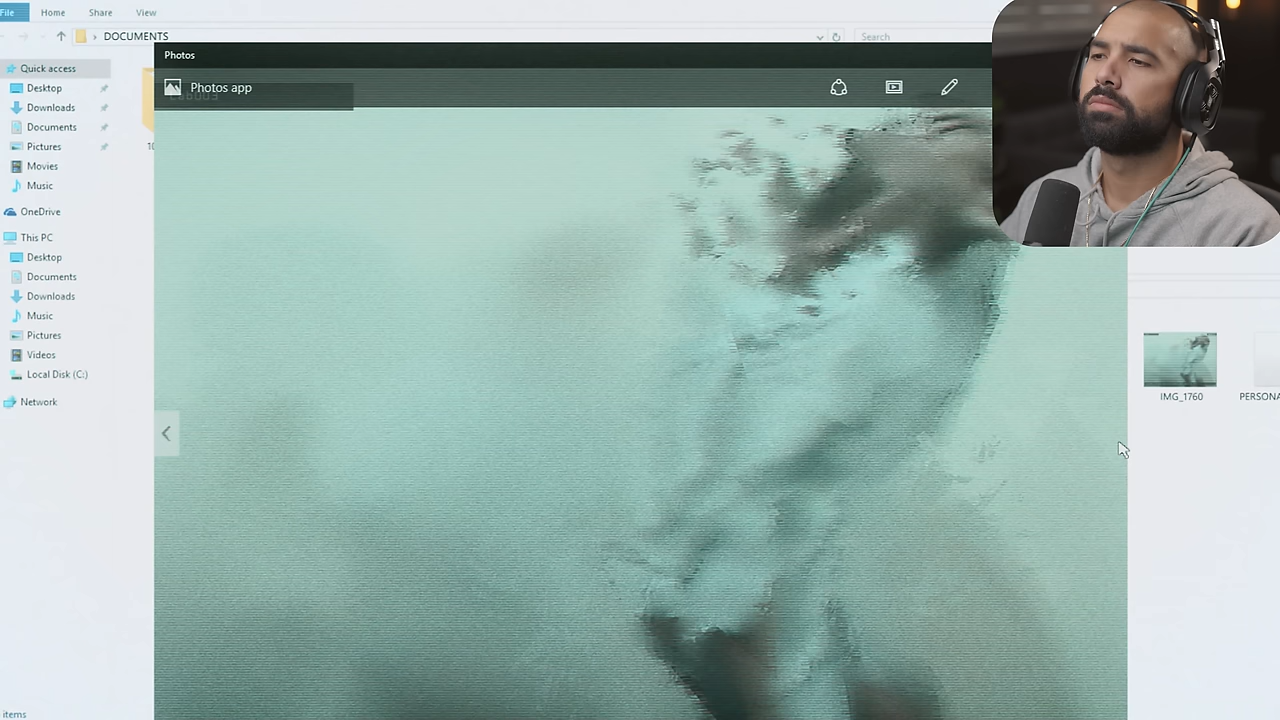 File Home Share View
DOCUMENTS
Search
Photos
Photos app
Quick access
Desktop
Downloads
Documents
Pictures
Movies
Music
OneDrive
This PC
Desktop
Documents
Downloads
Music
Pictures
Videos
Local Disk (C:)
Network
IMG_1760
items